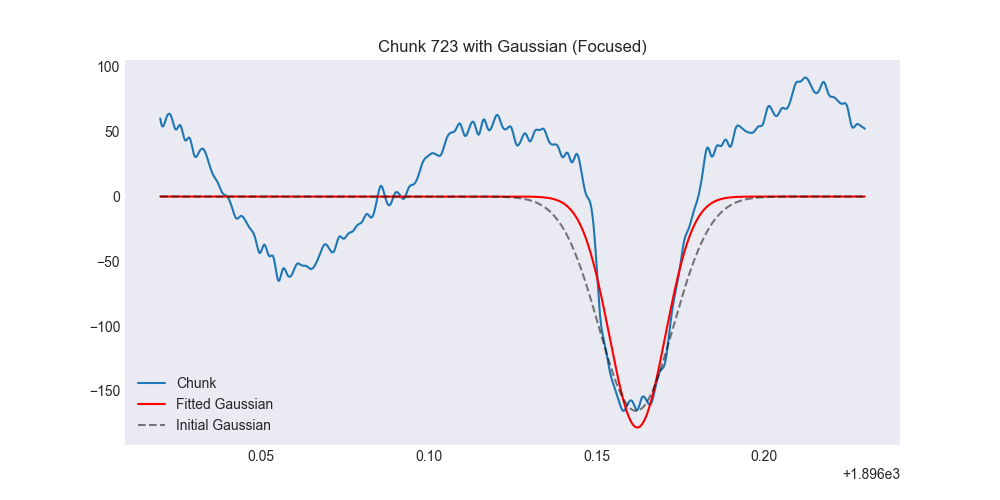 Chunk 723 with Gaussian (Focused)
100
50
0
−50
−100
−150
Chunk
Fitted Gaussian
Initial Gaussian
0.05 0.10 0.15 0.20
+1.896e3